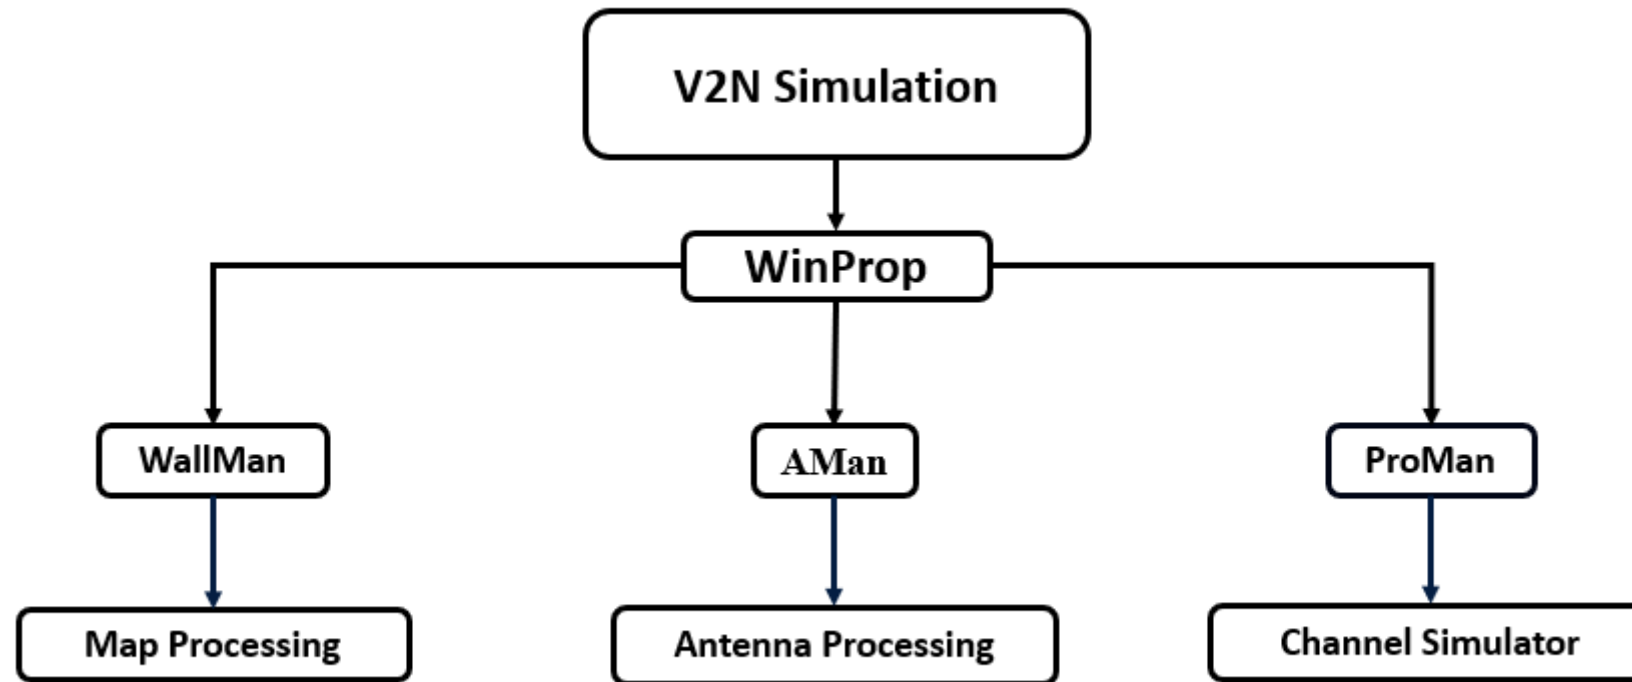 V2N Simulation
WinProp
WallMan
AMan
ProMan
Map Processing
Antenna Processing
Channel Simulator